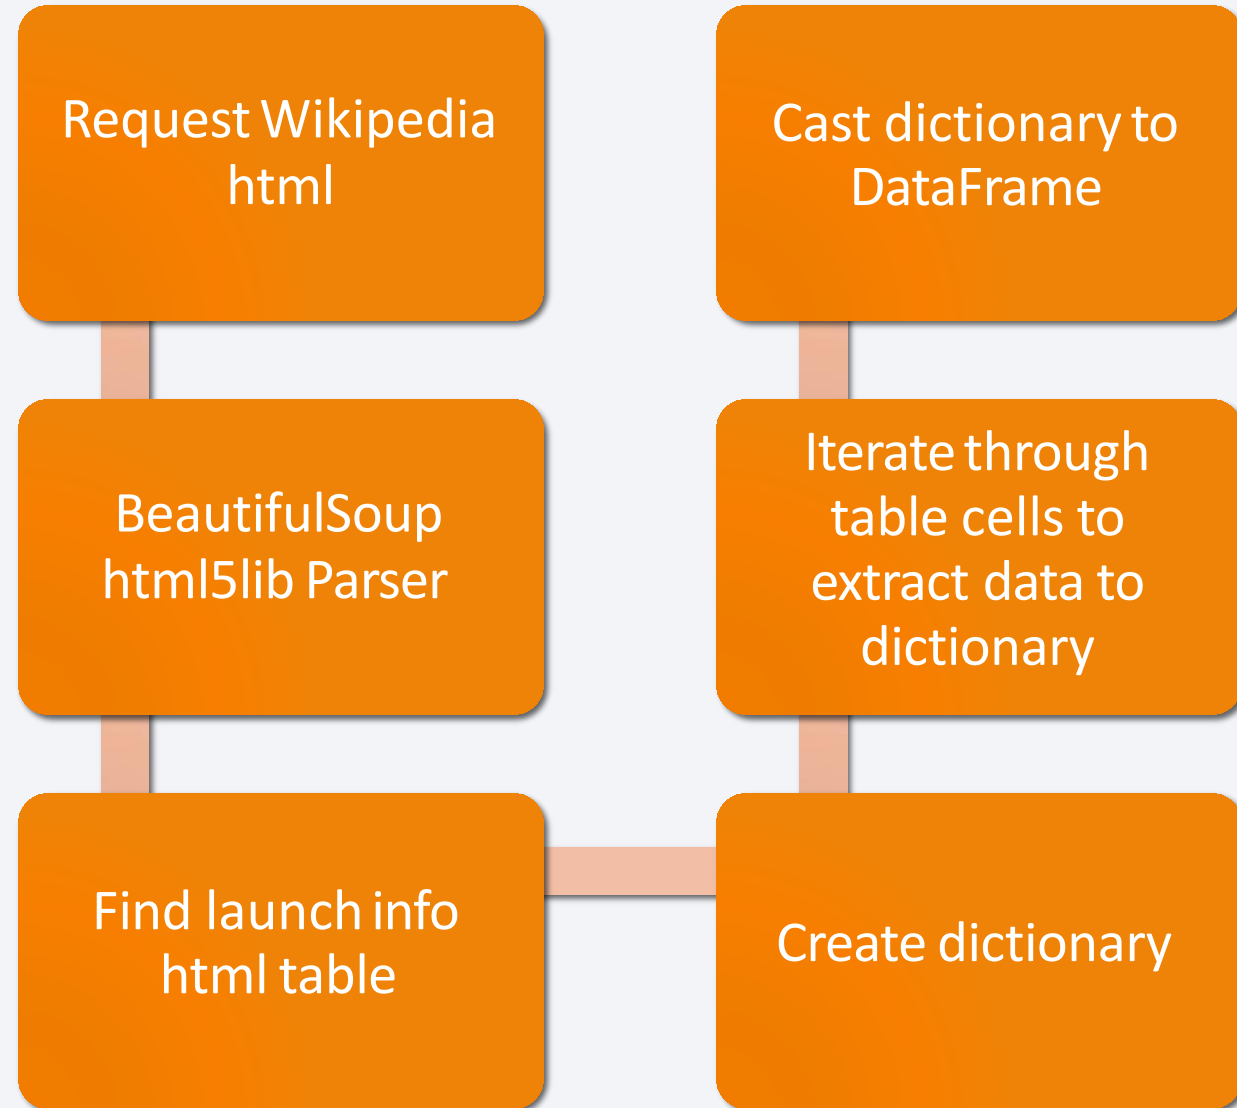 Request Wikipedia
html
BeautifulSoup
html5lib Parser
Find launch info
html table
Create dictionary
Iterate through
table cells to
extract data to
dictionary
Cast dictionary to
DataFrame